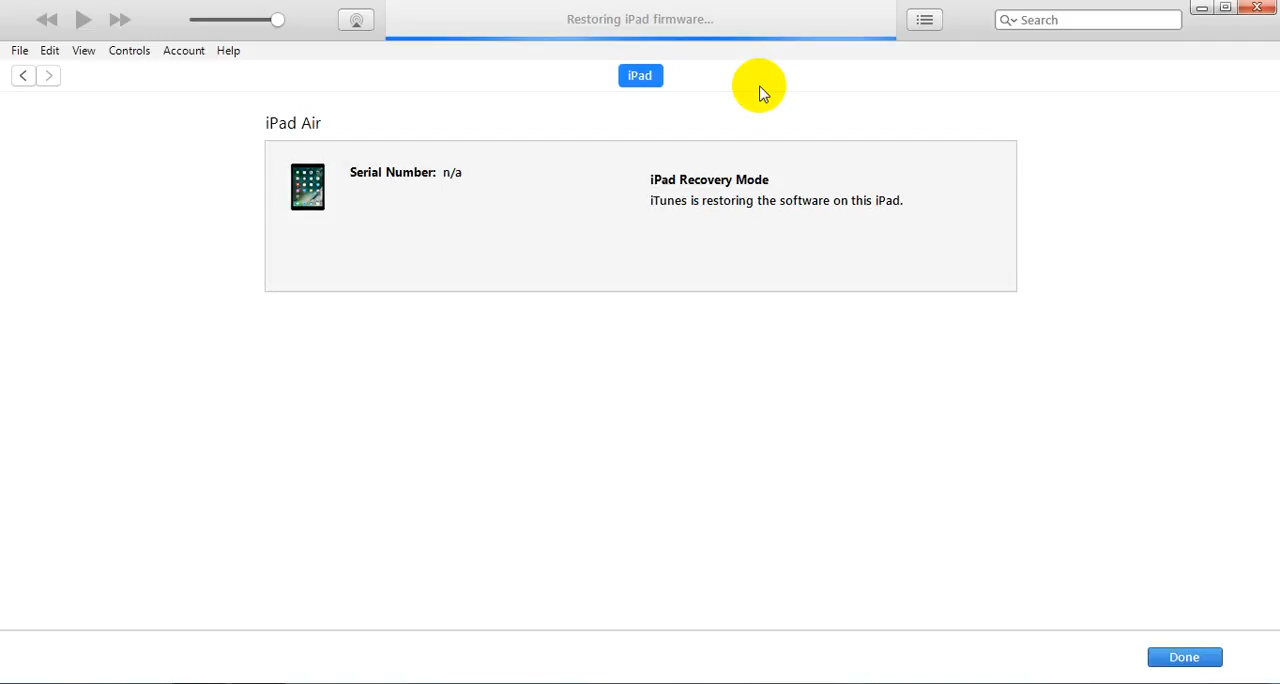 Restoring iPad firmware...
Search
File Edit View Controls Account Help
iPad
iPad Air
Serial Number: n/a
iPad Recovery Mode
iTunes is restoring the software on this iPad.
Done